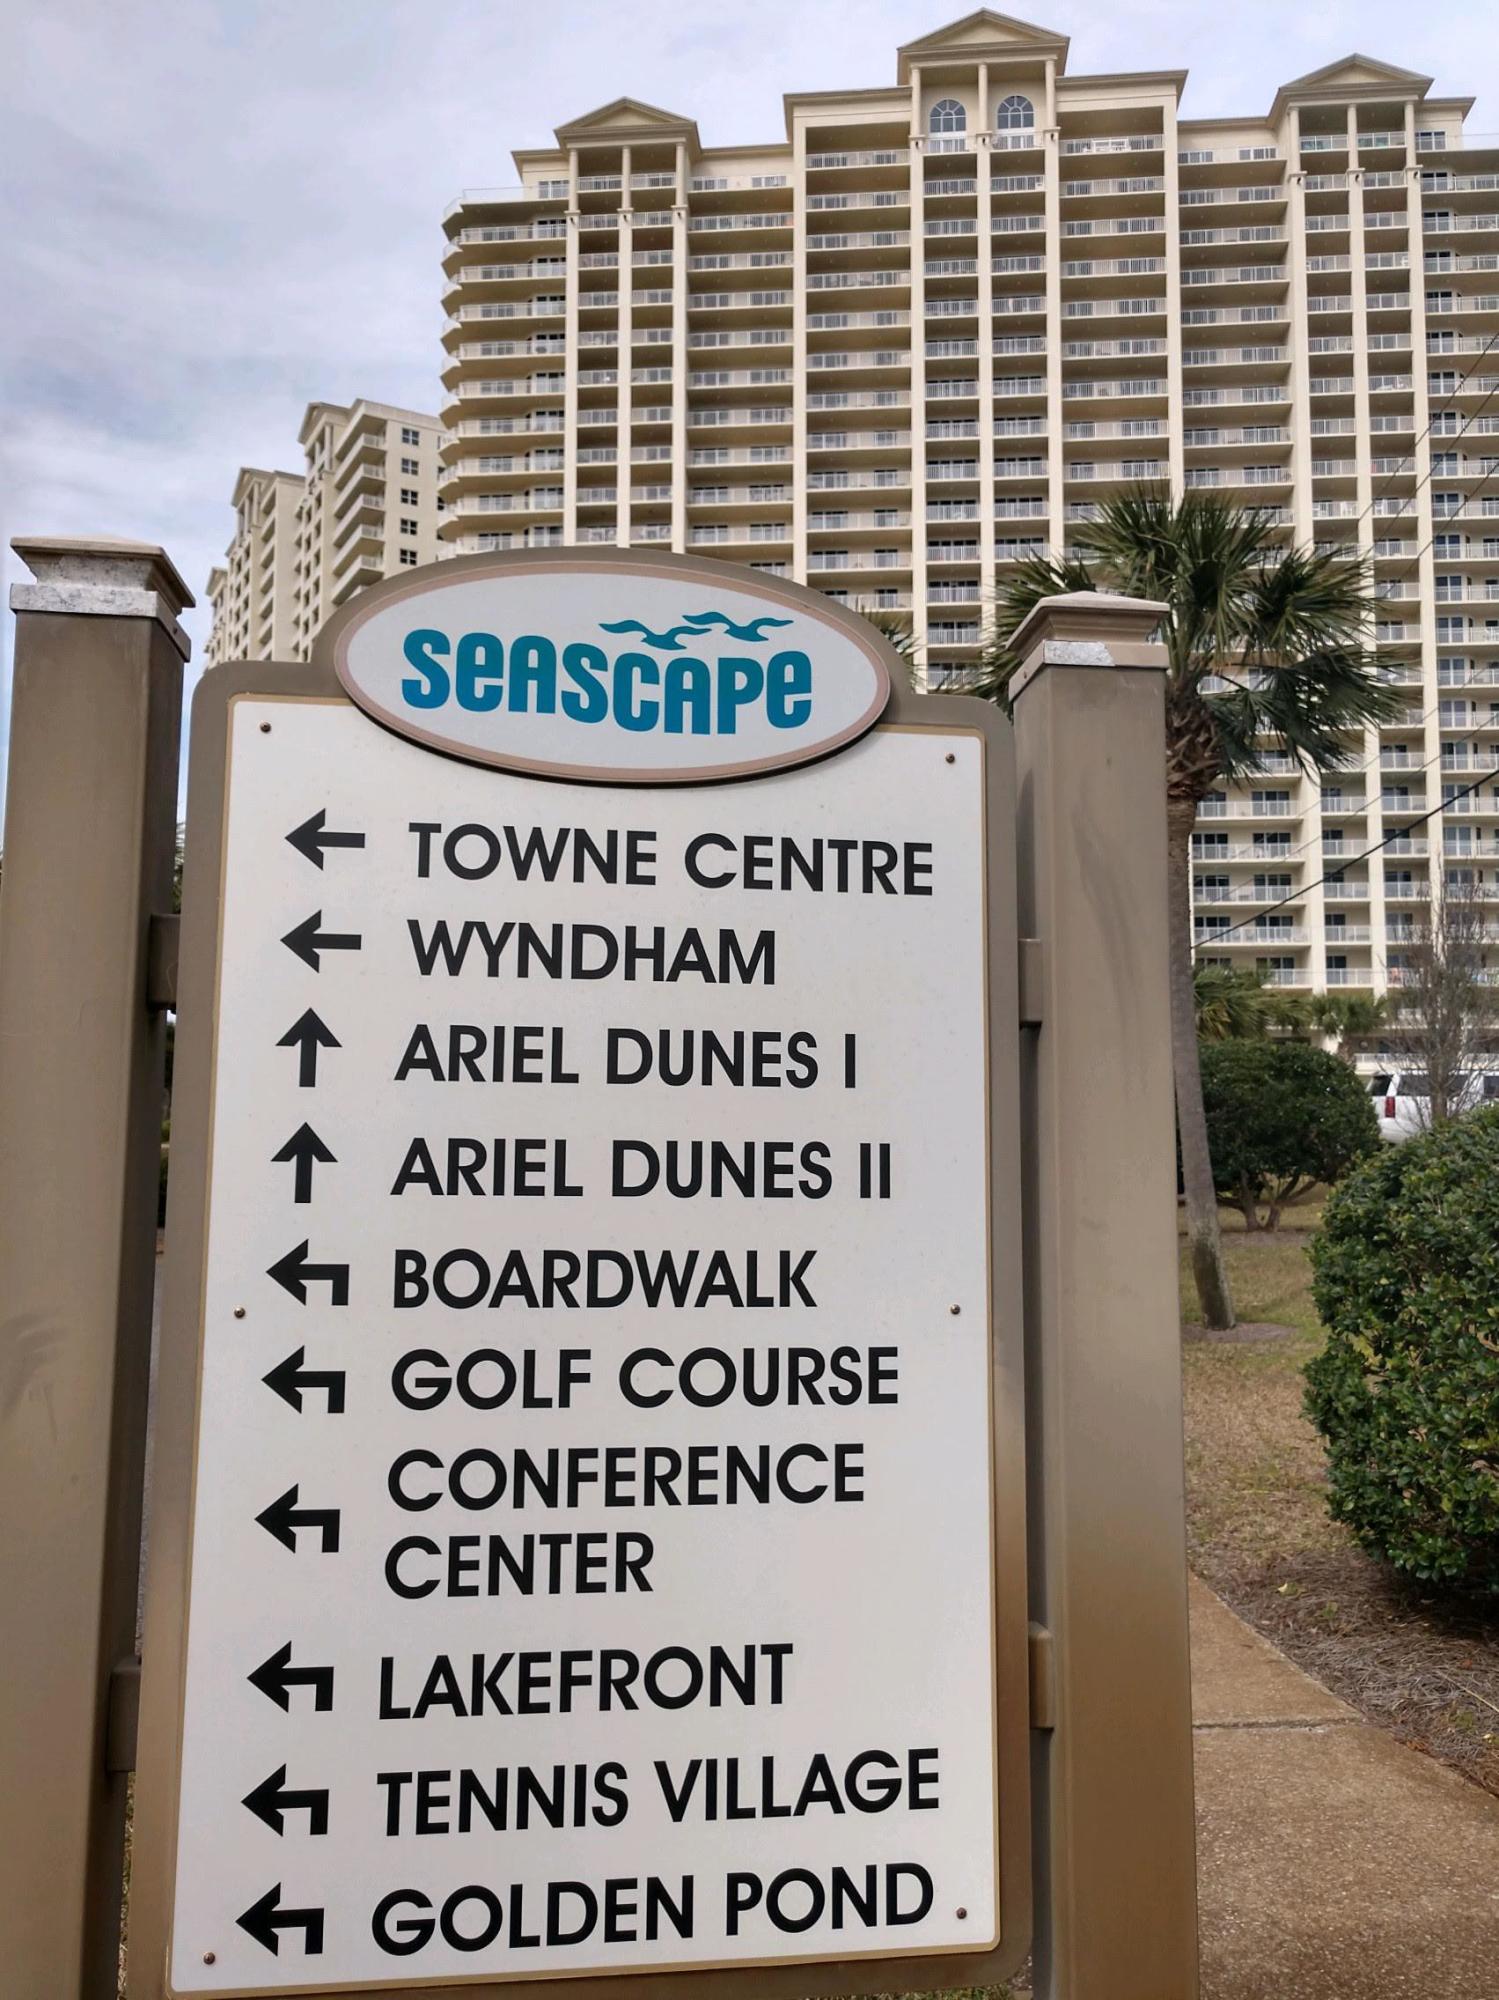 SEASCAPE
TOWNE CENTRE
WYNDHAM
ARIEL DUNES I
ARIEL DUNES II
BOARDWALK
GOLF COURSE
CONFERENCE
CENTER
LAKEFRONT
TENNIS VILLAGE
GOLDEN POND